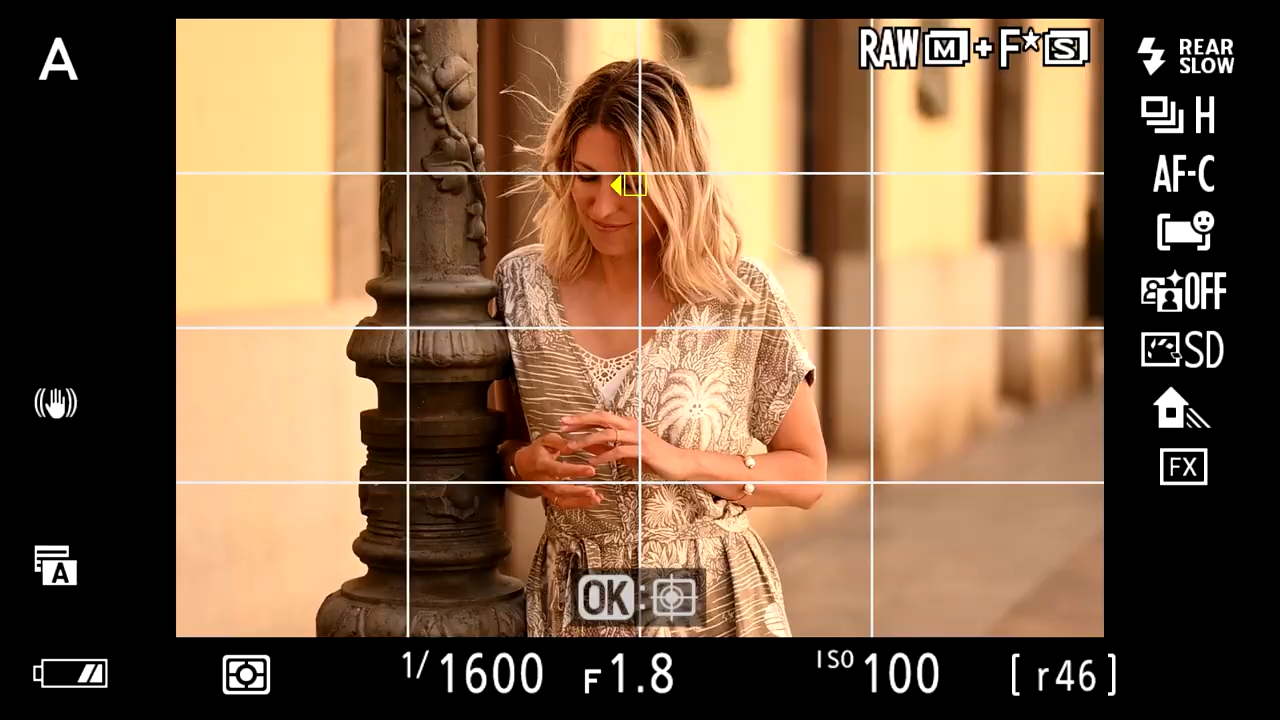 A
RAW M + F★ S
REAR
SLOW
H
AF-C
OFF
SD
FX
A
OK :
1/1600 F1.8 ISO 100 [ r46 ]